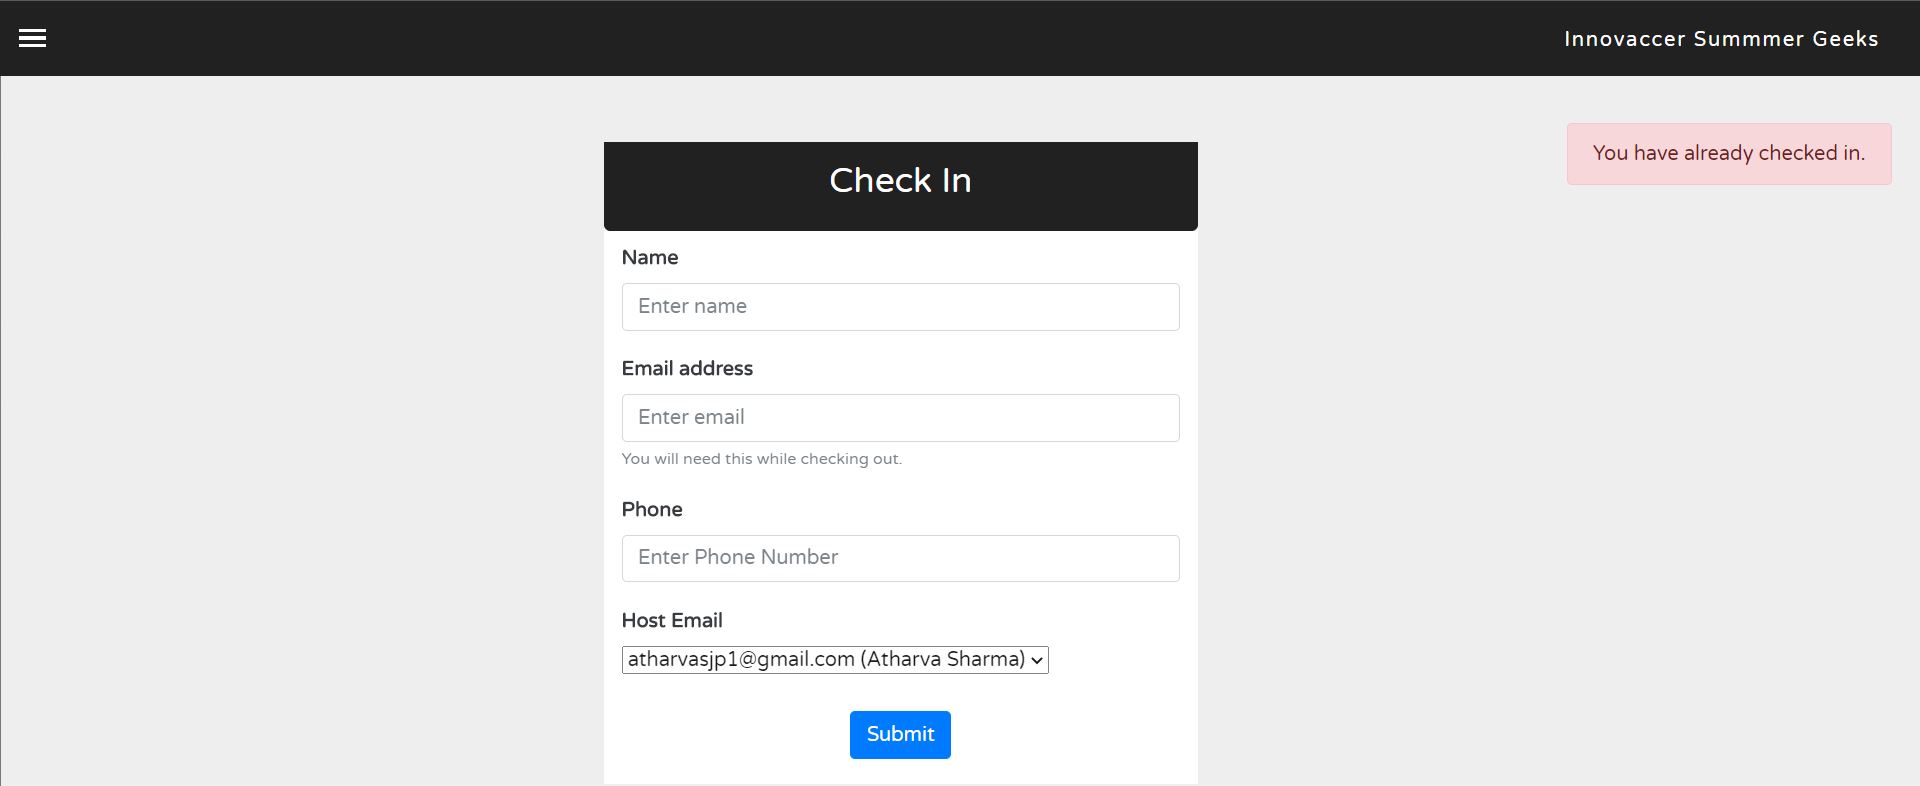 Innovaccer Summmer Geeks
You have already checked in.
Check In
Name
Enter name
Email address
Enter email
You will need this while checking out.
Phone
Enter Phone Number
Host Email
atharvasjp1@gmail.com (Atharva Sharma)
Submit